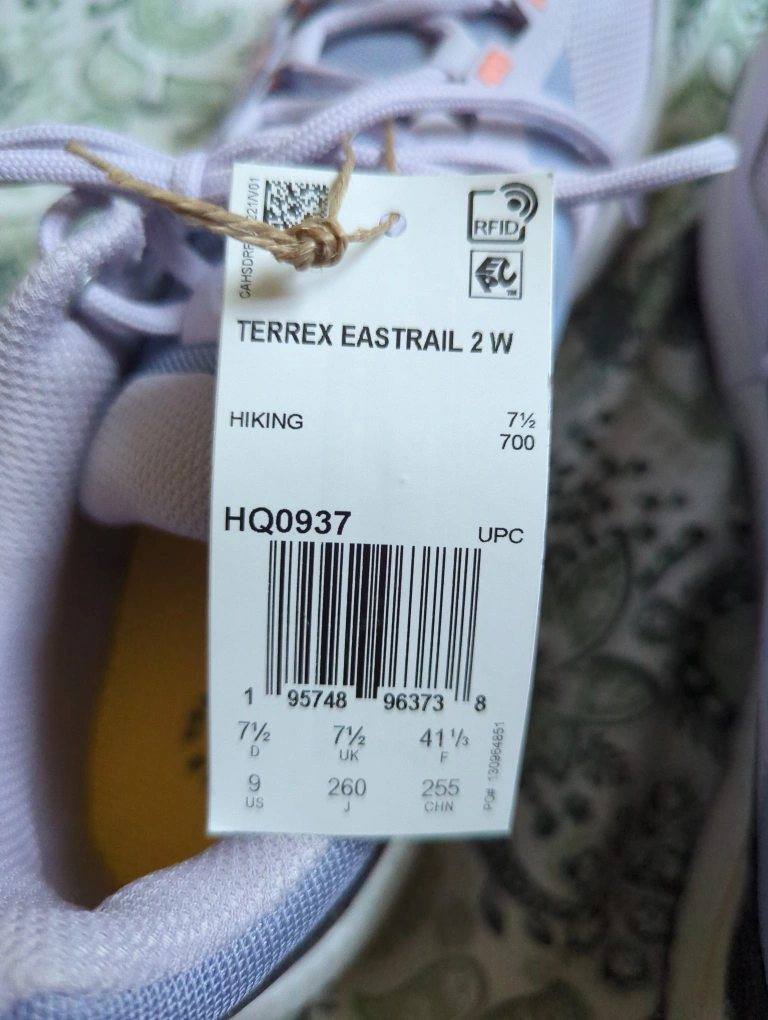 RFID
EPC
TERREX EASTRAIL 2 W
HIKING 7½
700
HQ0937 UPC
1 95748 96373 8
7½ 7½ 41⅓
D UK F
9 260 255
US J CHN
PO# 130964851